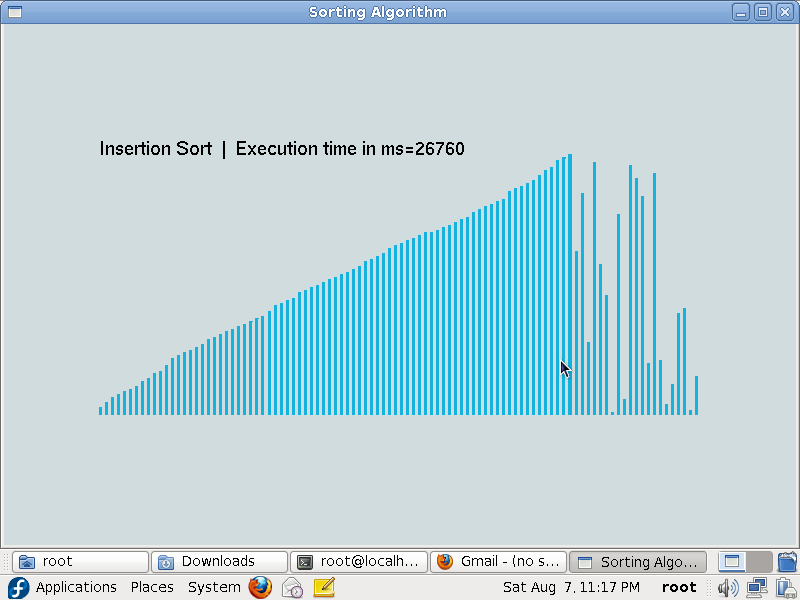 Sorting Algorithm
Insertion Sort | Execution time in ms=26760
root Downloads root@localh... Gmail - (no s... Sorting Algo...
Applications Places System Sat Aug 7, 11:17 PM root